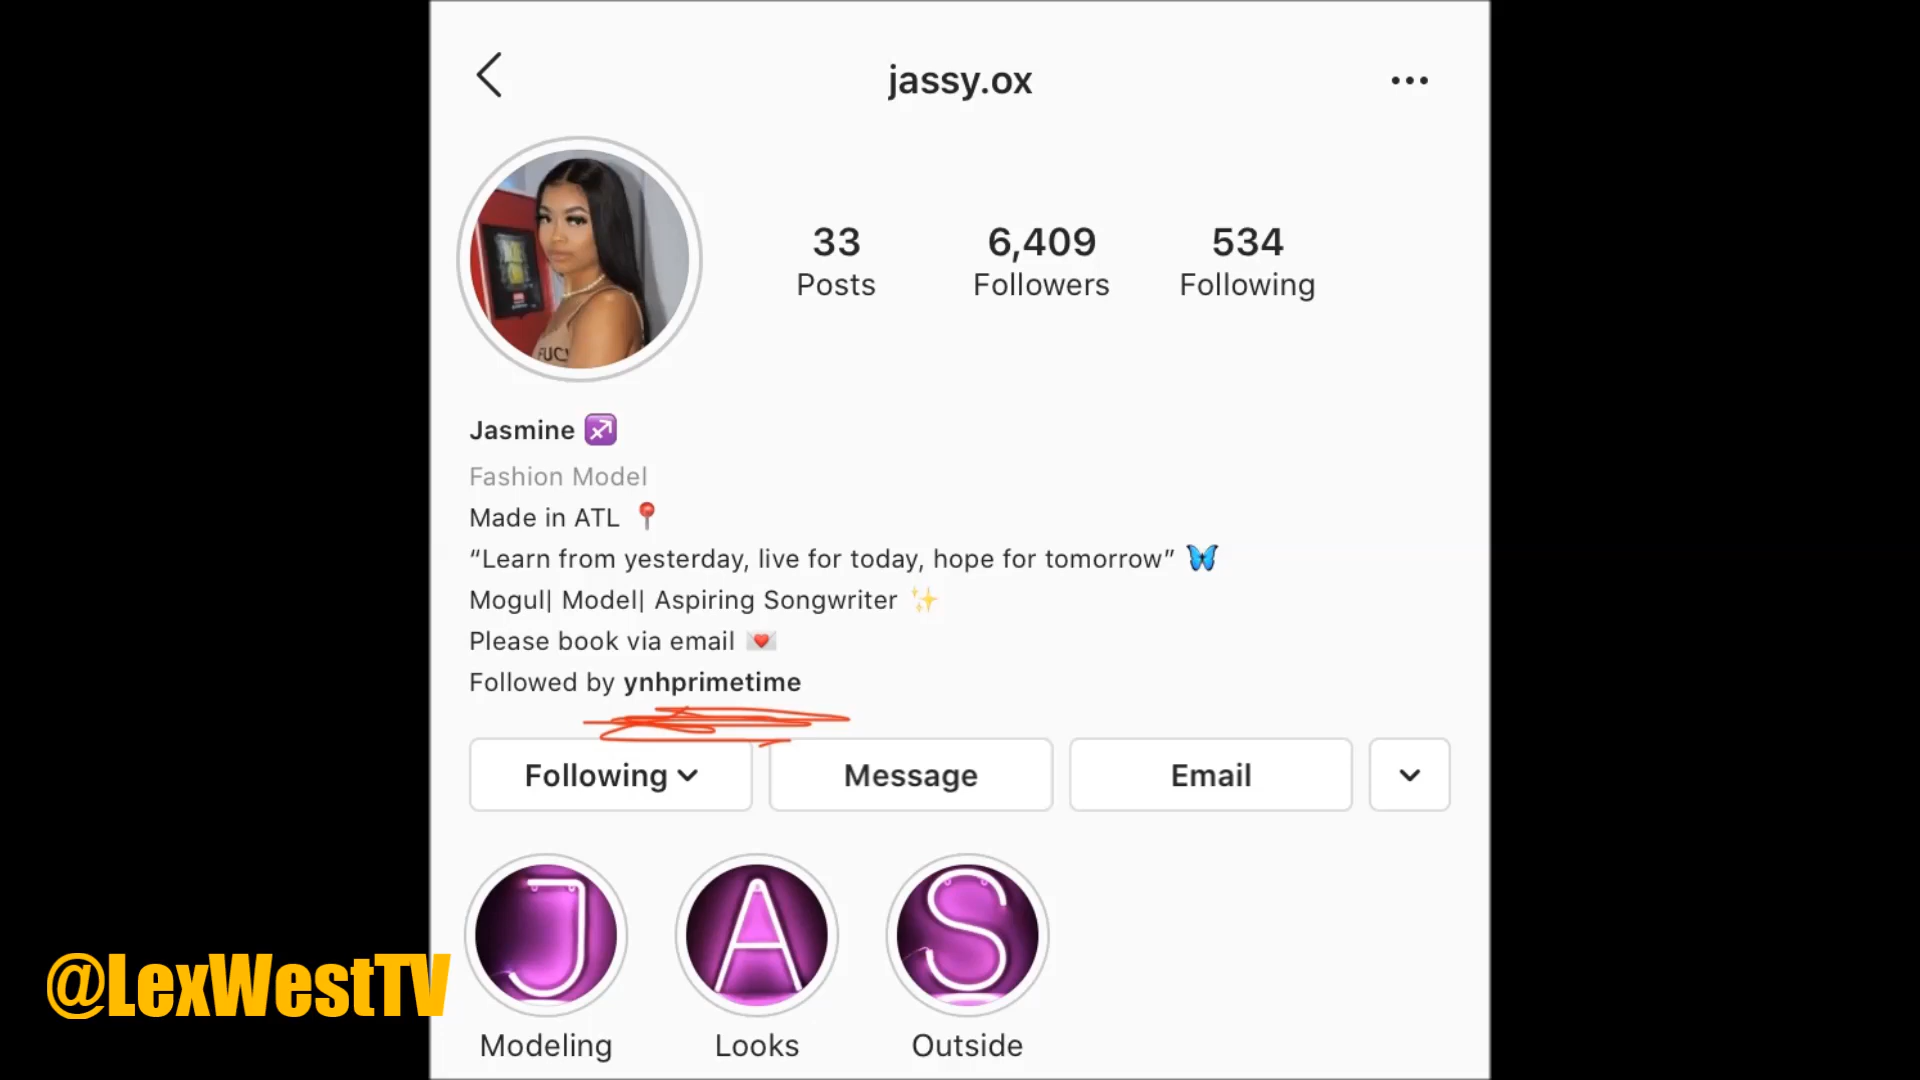 jassy.ox
33
6,409
534
Posts
Followers
Following
Jasmine ♐
Fashion Model
Made in ATL 📍
“Learn from yesterday, live for today, hope for tomorrow” 🦋
Mogul| Model| Aspiring Songwriter ✨
Please book via email 💌
Followed by ynhprimetime
Following
Message
Email
J
A
S
@LexWestTV
Modeling
Looks
Outside